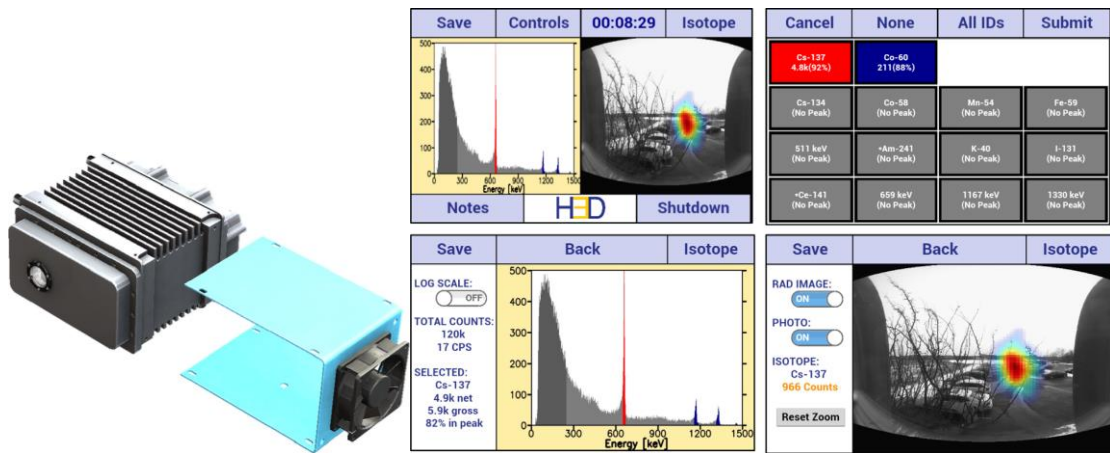 Save Controls 00:08:29 Isotope
500
400
300
200
100
0
0 300 600 900 1200 1500
Energy [keV]
Notes H3D Shutdown
Cancel None All IDs Submit
Cs-137
4.8k(92%)
Co-60
211(88%)
Cs-134
(No Peak)
Co-58
(No Peak)
Mn-54
(No Peak)
Fe-59
(No Peak)
511 keV
(No Peak)
*Am-241
(No Peak)
K-40
(No Peak)
I-131
(No Peak)
*Ce-141
(No Peak)
659 keV
(No Peak)
1167 keV
(No Peak)
1330 keV
(No Peak)
Save Back Isotope
LOG SCALE:
OFF
TOTAL COUNTS:
120k
17 CPS
SELECTED:
Cs-137
4.9k net
5.9k gross
82% in peak
500
400
300
200
100
0
0 300 600 900 1200 1500
Energy [keV]
Save Back Isotope
RAD IMAGE:
ON
PHOTO:
ON
ISOTOPE:
Cs-137
966 Counts
Reset Zoom